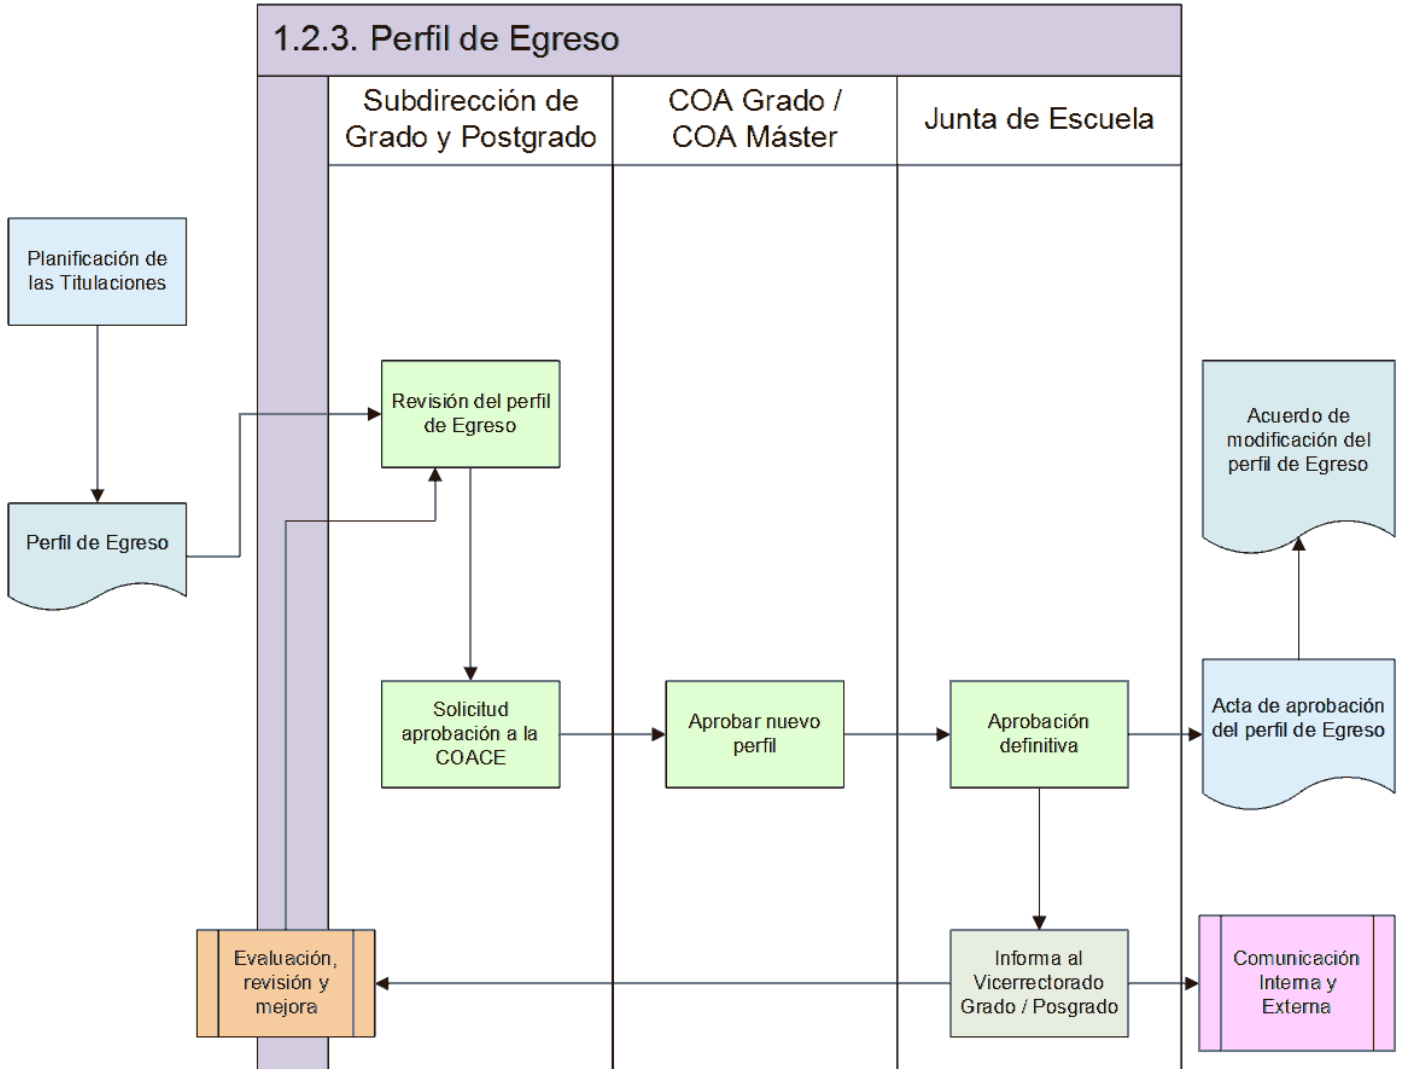 1.2.3. Perfil de Egreso
Subdirección de
Grado y Postgrado
COA Grado /
COA Máster
Junta de Escuela
Planificación de
las Titulaciones
Perfil de Egreso
Revisión del perfil
de Egreso
Acuerdo de
modificación del
perfil de Egreso
Solicitud
aprobación a la
COACE
Aprobar nuevo
perfil
Aprobación
definitiva
Acta de aprobación
del perfil de Egreso
Evaluación,
revisión y
mejora
Informa al
Vicerrectorado
Grado / Posgrado
Comunicación
Interna y
Externa